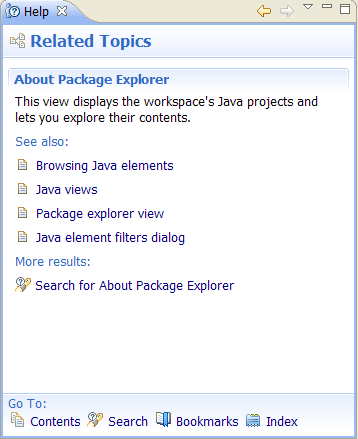 Help
Related Topics
About Package Explorer
This view displays the workspace's Java projects and
lets you explore their contents.
See also:
Browsing Java elements
Java views
Package explorer view
Java element filters dialog
More results:
Search for About Package Explorer
Go To:
Contents Search Bookmarks Index